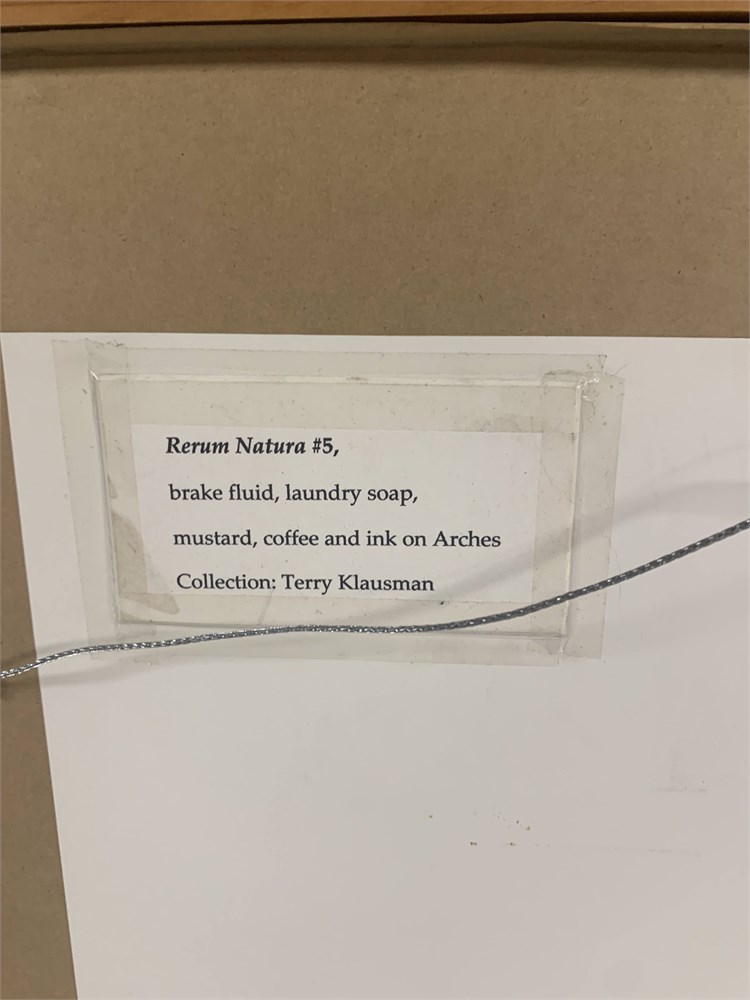 Rerum Natura #5,
brake fluid, laundry soap,
mustard, coffee and ink on Arches
Collection: Terry Klausman